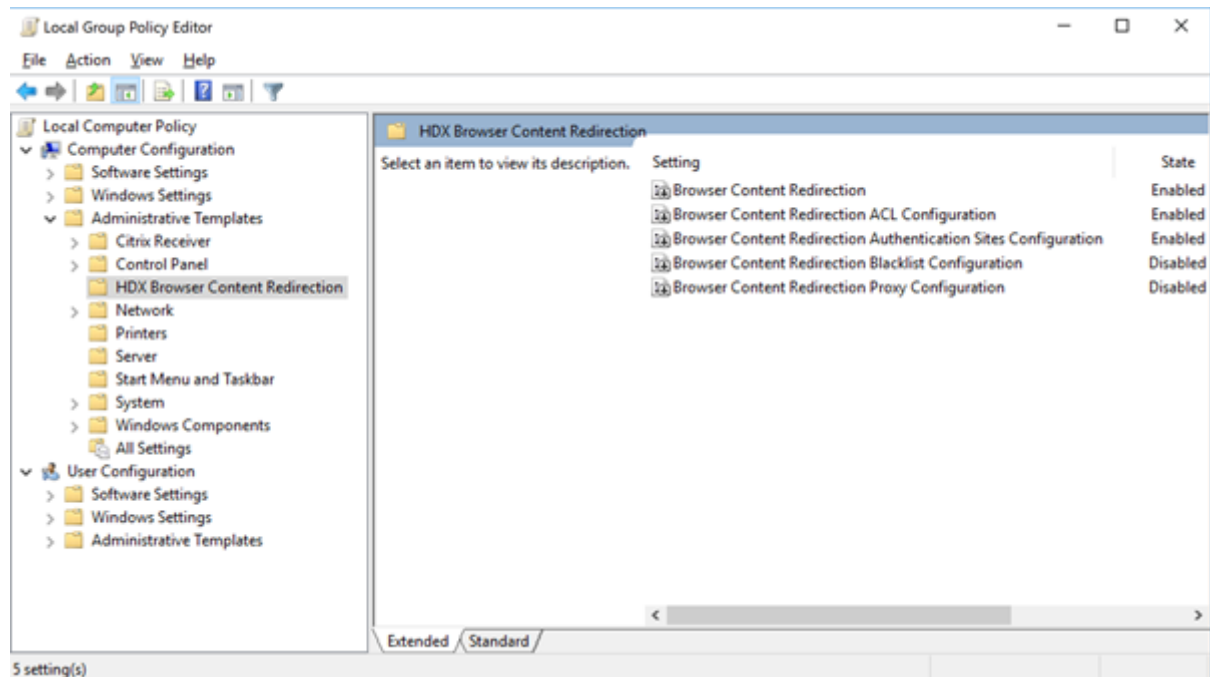 Local Group Policy Editor
File Action View Help
Local Computer Policy
Computer Configuration
Software Settings
Windows Settings
Administrative Templates
Citrix Receiver
Control Panel
HDX Browser Content Redirection
Network
Printers
Server
Start Menu and Taskbar
System
Windows Components
All Settings
User Configuration
Software Settings
Windows Settings
Administrative Templates
HDX Browser Content Redirection
Select an item to view its description.
Setting State
Browser Content Redirection Enabled
Browser Content Redirection ACL Configuration Enabled
Browser Content Redirection Authentication Sites Configuration Enabled
Browser Content Redirection Blacklist Configuration Disabled
Browser Content Redirection Proxy Configuration Disabled
Extended Standard
5 setting(s)